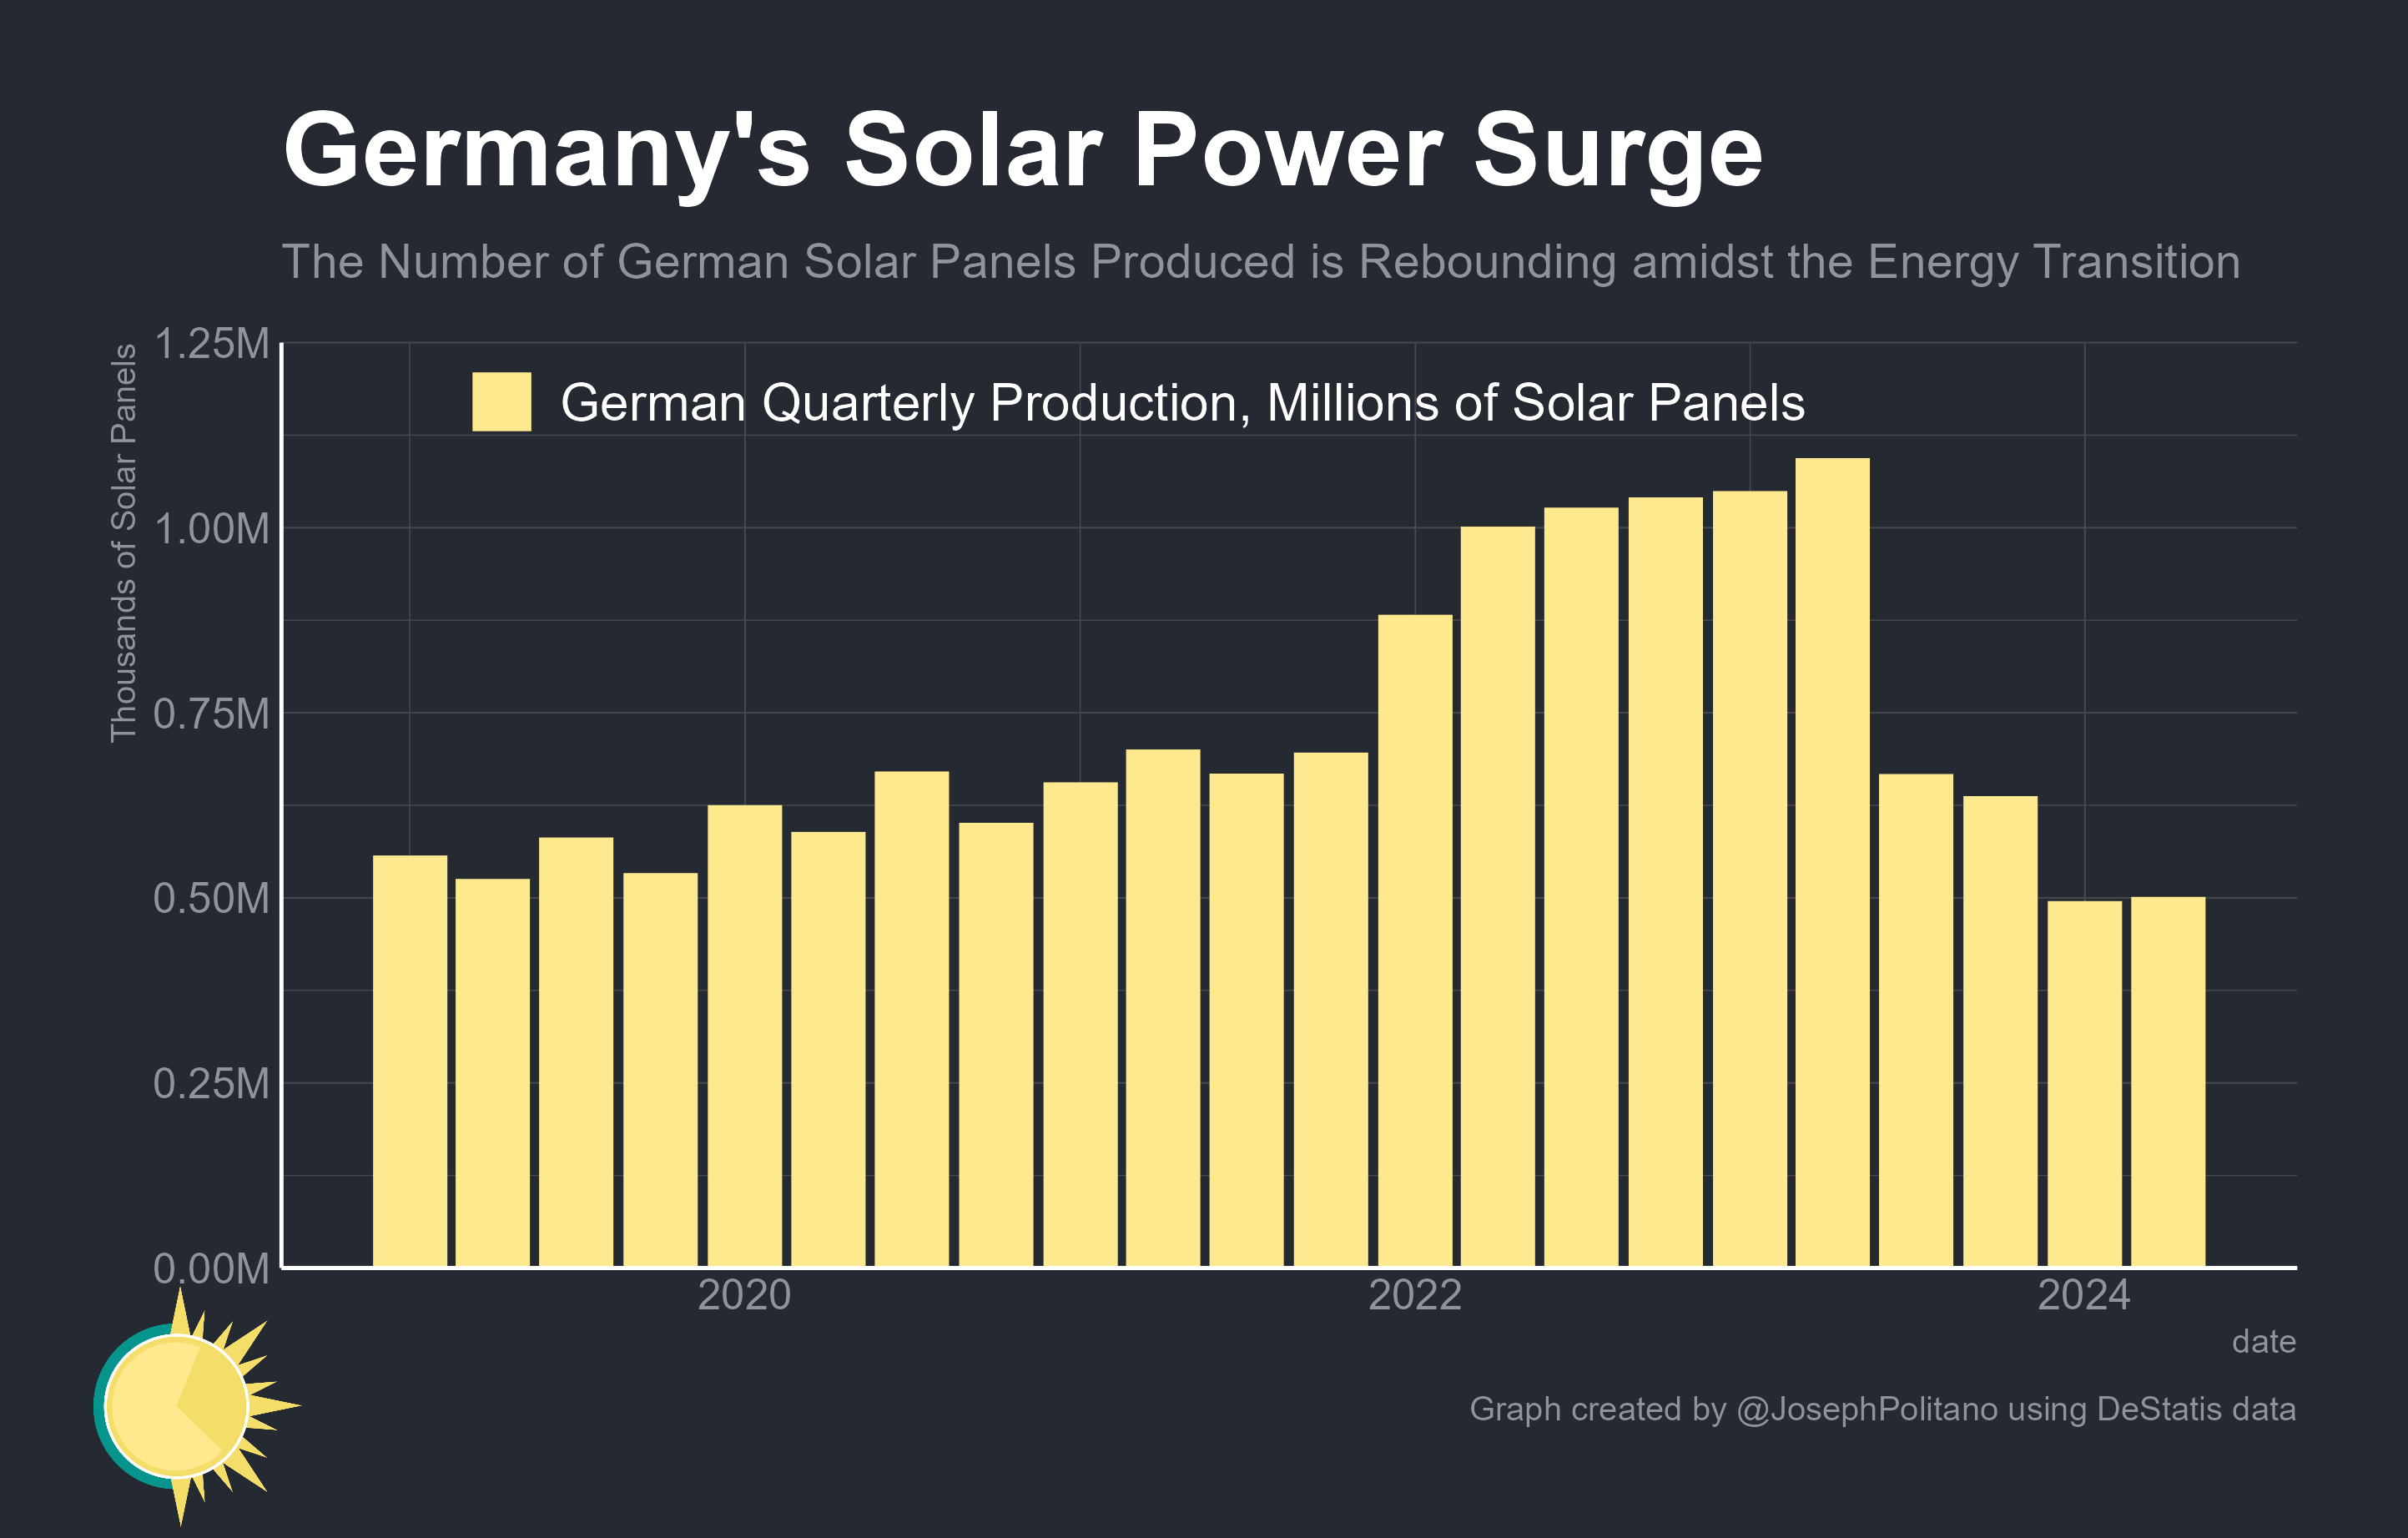 Germany's Solar Power Surge
The Number of German Solar Panels Produced is Rebounding amidst the Energy Transition
Thousands of Solar Panels
1.25M
1.00M
0.75M
0.50M
0.25M
0.00M
German Quarterly Production, Millions of Solar Panels
2020
2022
2024
date
Graph created by @JosephPolitano using DeStatis data